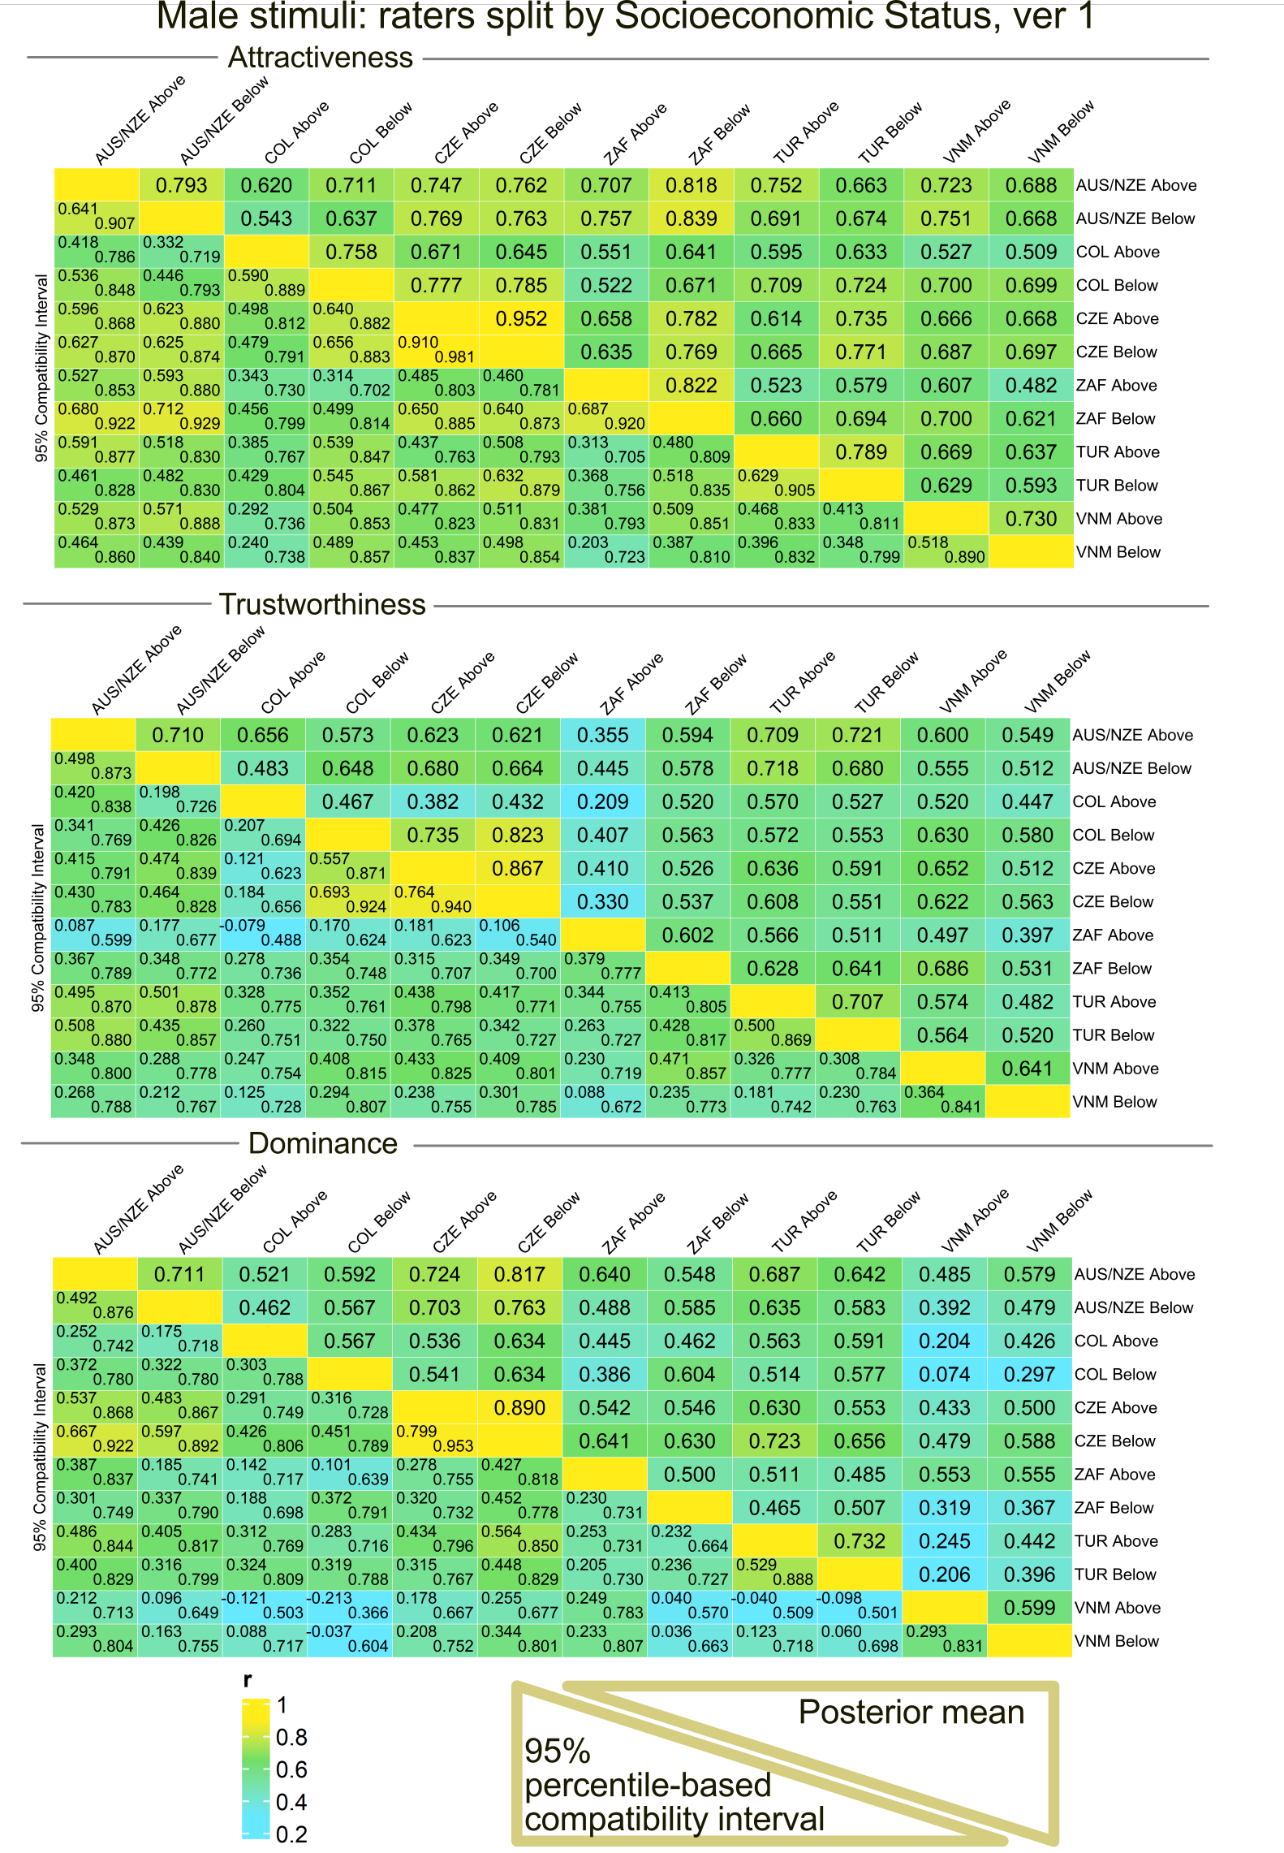 Male stimuli: raters split by Socioeconomic Status, ver 1
Attractiveness
AUS/NZE Above AUS/NZE Below COL Above COL Below CZE Above CZE Below ZAF Above ZAF Below TUR Above TUR Below VNM Above VNM Below
95% Compatibility Interval
0.793 0.620 0.711 0.747 0.762 0.707 0.818 0.752 0.663 0.723 0.688 AUS/NZE Above
0.641 0.907 0.543 0.637 0.769 0.763 0.757 0.839 0.691 0.674 0.751 0.668 AUS/NZE Below
0.418 0.786 0.332 0.719 0.758 0.671 0.645 0.551 0.641 0.595 0.633 0.527 0.509 COL Above
0.536 0.848 0.446 0.793 0.590 0.889 0.777 0.785 0.522 0.671 0.709 0.724 0.700 0.699 COL Below
0.596 0.868 0.623 0.880 0.498 0.812 0.640 0.882 0.952 0.658 0.782 0.614 0.735 0.666 0.668 CZE Above
0.627 0.870 0.625 0.874 0.479 0.791 0.656 0.883 0.910 0.981 0.635 0.769 0.665 0.771 0.687 0.697 CZE Below
0.527 0.853 0.593 0.880 0.343 0.730 0.314 0.702 0.485 0.803 0.460 0.781 0.822 0.523 0.579 0.607 0.482 ZAF Above
0.680 0.922 0.712 0.929 0.456 0.799 0.499 0.814 0.650 0.885 0.640 0.873 0.687 0.920 0.660 0.694 0.700 0.621 ZAF Below
0.591 0.877 0.518 0.830 0.385 0.767 0.539 0.847 0.437 0.763 0.508 0.793 0.313 0.705 0.480 0.809 0.789 0.669 0.637 TUR Above
0.461 0.828 0.482 0.830 0.429 0.804 0.545 0.867 0.581 0.862 0.632 0.879 0.368 0.756 0.518 0.835 0.629 0.905 0.629 0.593 TUR Below
0.529 0.873 0.571 0.888 0.292 0.736 0.504 0.853 0.477 0.823 0.511 0.831 0.381 0.793 0.509 0.851 0.468 0.833 0.413 0.811 0.730 VNM Above
0.464 0.860 0.439 0.840 0.240 0.738 0.489 0.857 0.453 0.837 0.498 0.854 0.203 0.723 0.387 0.810 0.396 0.832 0.348 0.799 0.518 0.890 VNM Below
Trustworthiness
AUS/NZE Above AUS/NZE Below COL Above COL Below CZE Above CZE Below ZAF Above ZAF Below TUR Above TUR Below VNM Above VNM Below
95% Compatibility Interval
0.710 0.656 0.573 0.623 0.621 0.355 0.594 0.709 0.721 0.600 0.549 AUS/NZE Above
0.498 0.873 0.483 0.648 0.680 0.664 0.445 0.578 0.718 0.680 0.555 0.512 AUS/NZE Below
0.420 0.838 0.198 0.726 0.467 0.382 0.432 0.209 0.520 0.570 0.527 0.520 0.447 COL Above
0.341 0.769 0.426 0.826 0.207 0.694 0.735 0.823 0.407 0.563 0.572 0.553 0.630 0.580 COL Below
0.415 0.791 0.474 0.839 0.121 0.623 0.557 0.871 0.867 0.410 0.526 0.636 0.591 0.652 0.512 CZE Above
0.430 0.783 0.464 0.828 0.184 0.656 0.693 0.924 0.764 0.940 0.330 0.537 0.608 0.551 0.622 0.563 CZE Below
0.087 0.599 0.177 0.677 -0.079 0.488 0.170 0.624 0.181 0.623 0.106 0.540 0.602 0.566 0.511 0.497 0.397 ZAF Above
0.367 0.789 0.348 0.772 0.278 0.736 0.354 0.748 0.315 0.707 0.349 0.700 0.379 0.777 0.628 0.641 0.686 0.531 ZAF Below
0.495 0.870 0.501 0.878 0.328 0.775 0.352 0.761 0.438 0.798 0.417 0.771 0.344 0.755 0.413 0.805 0.707 0.574 0.482 TUR Above
0.508 0.880 0.435 0.857 0.260 0.751 0.322 0.750 0.378 0.765 0.342 0.727 0.263 0.727 0.428 0.817 0.500 0.869 0.564 0.520 TUR Below
0.348 0.800 0.288 0.778 0.247 0.754 0.408 0.815 0.433 0.825 0.409 0.801 0.230 0.719 0.471 0.857 0.326 0.777 0.308 0.784 0.641 VNM Above
0.268 0.788 0.212 0.767 0.125 0.728 0.294 0.807 0.238 0.755 0.301 0.785 0.088 0.672 0.235 0.773 0.181 0.742 0.230 0.763 0.364 0.841 VNM Below
Dominance
AUS/NZE Above AUS/NZE Below COL Above COL Below CZE Above CZE Below ZAF Above ZAF Below TUR Above TUR Below VNM Above VNM Below
95% Compatibility Interval
0.711 0.521 0.592 0.724 0.817 0.640 0.548 0.687 0.642 0.485 0.579 AUS/NZE Above
0.492 0.876 0.462 0.567 0.703 0.763 0.488 0.585 0.635 0.583 0.392 0.479 AUS/NZE Below
0.252 0.742 0.175 0.718 0.567 0.536 0.634 0.445 0.462 0.563 0.591 0.204 0.426 COL Above
0.372 0.780 0.322 0.780 0.303 0.788 0.541 0.634 0.386 0.604 0.514 0.577 0.074 0.297 COL Below
0.537 0.868 0.483 0.867 0.291 0.749 0.316 0.728 0.890 0.542 0.546 0.630 0.553 0.433 0.500 CZE Above
0.667 0.922 0.597 0.892 0.426 0.806 0.451 0.789 0.799 0.953 0.641 0.630 0.723 0.656 0.479 0.588 CZE Below
0.387 0.837 0.185 0.741 0.142 0.717 0.101 0.639 0.278 0.755 0.427 0.818 0.500 0.511 0.485 0.553 0.555 ZAF Above
0.301 0.749 0.337 0.790 0.188 0.698 0.372 0.791 0.320 0.732 0.452 0.778 0.230 0.731 0.465 0.507 0.319 0.367 ZAF Below
0.486 0.844 0.405 0.817 0.312 0.769 0.283 0.716 0.434 0.796 0.564 0.850 0.253 0.731 0.232 0.664 0.732 0.245 0.442 TUR Above
0.400 0.829 0.316 0.799 0.324 0.809 0.319 0.788 0.315 0.767 0.448 0.829 0.205 0.730 0.236 0.727 0.529 0.888 0.206 0.396 TUR Below
0.212 0.713 0.096 0.649 -0.121 0.503 -0.213 0.366 0.178 0.667 0.255 0.677 0.249 0.783 0.040 0.570 -0.040 0.509 -0.098 0.501 0.599 VNM Above
0.293 0.804 0.163 0.755 0.088 0.717 -0.037 0.604 0.208 0.752 0.344 0.801 0.233 0.807 0.036 0.663 0.123 0.718 0.060 0.698 0.293 0.831 VNM Below
r
1
0.8
0.6
0.4
0.2
Posterior mean
95%
percentile-based
compatibility interval